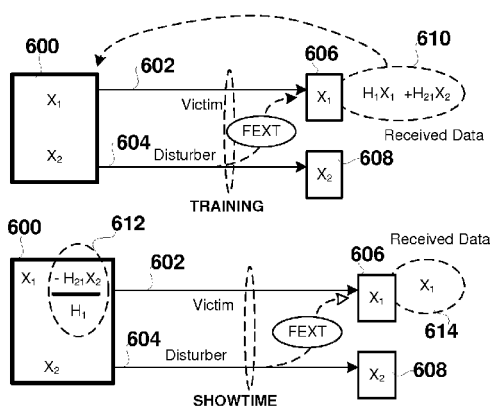 600
602
606
610
X1
Victim
X1
H1X1 +H21X2
FEXT
Received Data
X2
604
Disturber
608
X2
TRAINING
612
600
602
606
Received Data
X1
- H21X2
H1
Victim
X1
X1
FEXT
614
604
Disturber
608
X2
X2
SHOWTIME